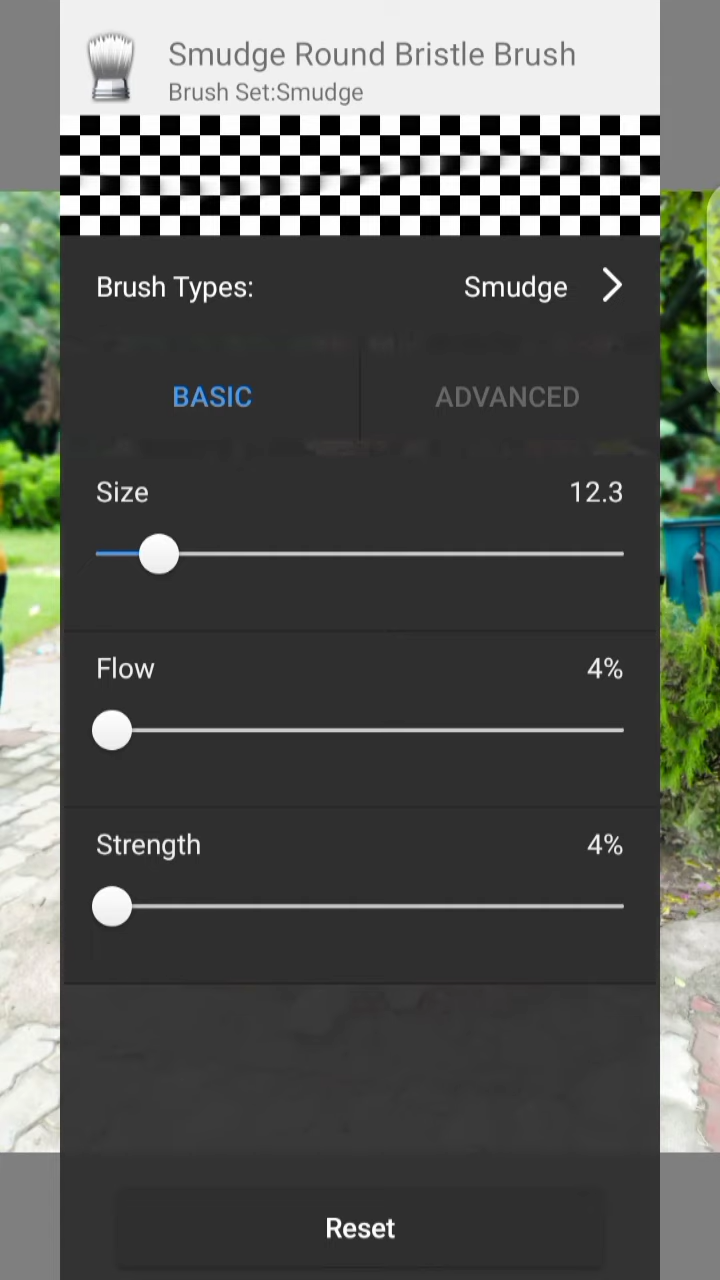 Smudge Round Bristle Brush
Brush Set:Smudge
Brush Types: Smudge
BASIC ADVANCED
Size 12.3
Flow 4%
Strength 4%
Reset